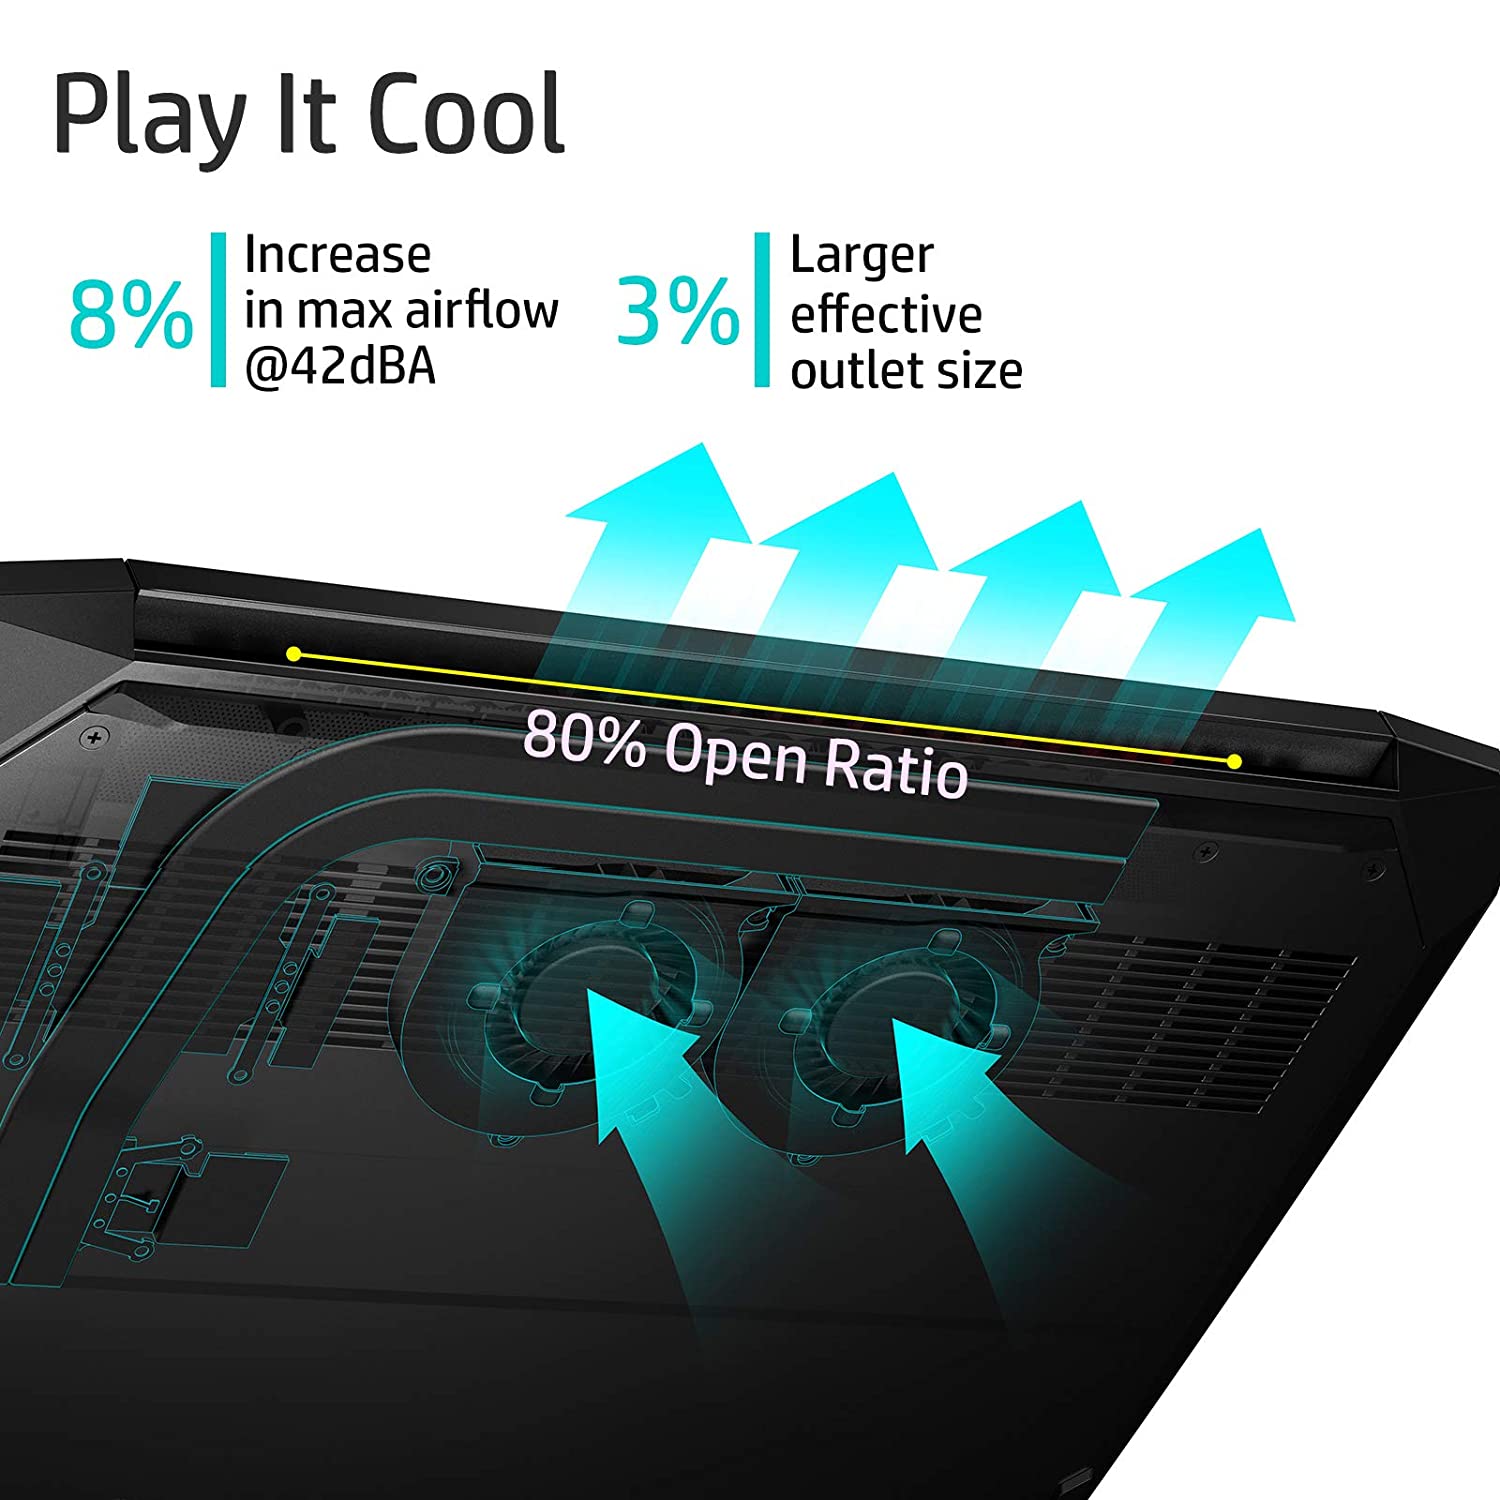 Play It Cool
8%
Increase
in max airflow
@42dBA
3%
Larger
effective
outlet size
80% Open Ratio